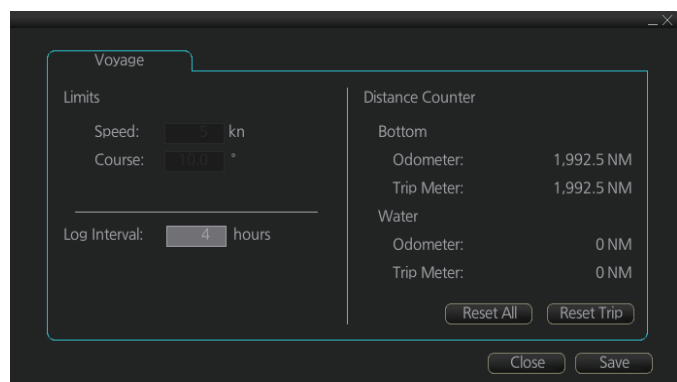 Voyage
Limits
Speed: 5 kn
Course: 10.0 °
Log Interval: 4 hours
Distance Counter
Bottom
Odometer: 1,992.5 NM
Trip Meter: 1,992.5 NM
Water
Odometer: 0 NM
Trip Meter: 0 NM
Reset All Reset Trip
Close Save